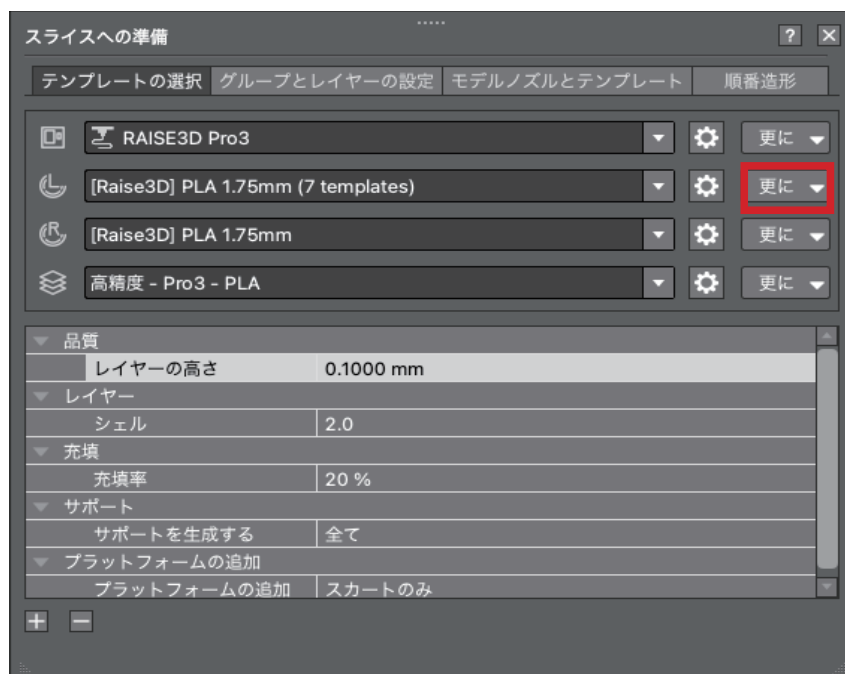 スライスへの準備
?
テンプレートの選択 グループとレイヤーの設定 モデルノズルとテンプレート 順番造形
RAISE3D Pro3 更に
L [Raise3D] PLA 1.75mm (7 templates) 更に
R [Raise3D] PLA 1.75mm 更に
高精度 - Pro3 - PLA 更に
品質
レイヤーの高さ 0.1000 mm
レイヤー
シェル 2.0
充填
充填率 20 %
サポート
サポートを生成する 全て
プラットフォームの追加
プラットフォームの追加 スカートのみ